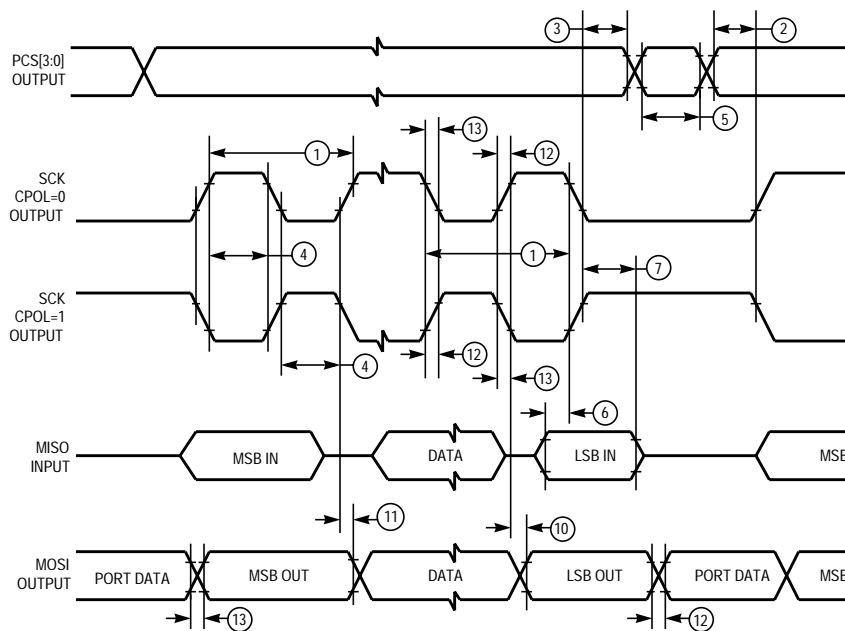 3
2
PCS[3:0]
OUTPUT
5
13
1
12
SCK
CPOL=0
OUTPUT
4
1
7
SCK
CPOL=1
OUTPUT
12
4
13
6
MISO
INPUT
MSB IN
DATA
LSB IN
MSB
11
10
MOSI
OUTPUT
PORT DATA
MSB OUT
DATA
LSB OUT
PORT DATA
MSB
13
12